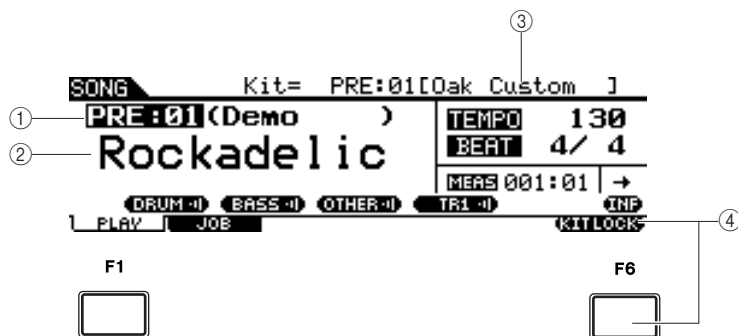 ③
SONG Kit= PRE:01[Oak Custom ]
① PRE:01(Demo ) TEMPO 130
② Rockadelic BEAT 4/ 4
MEAS 001:01 →
DRUM BASS OTHER TR1 INP
PLAY JOB KITLOCK ④
F1 F6